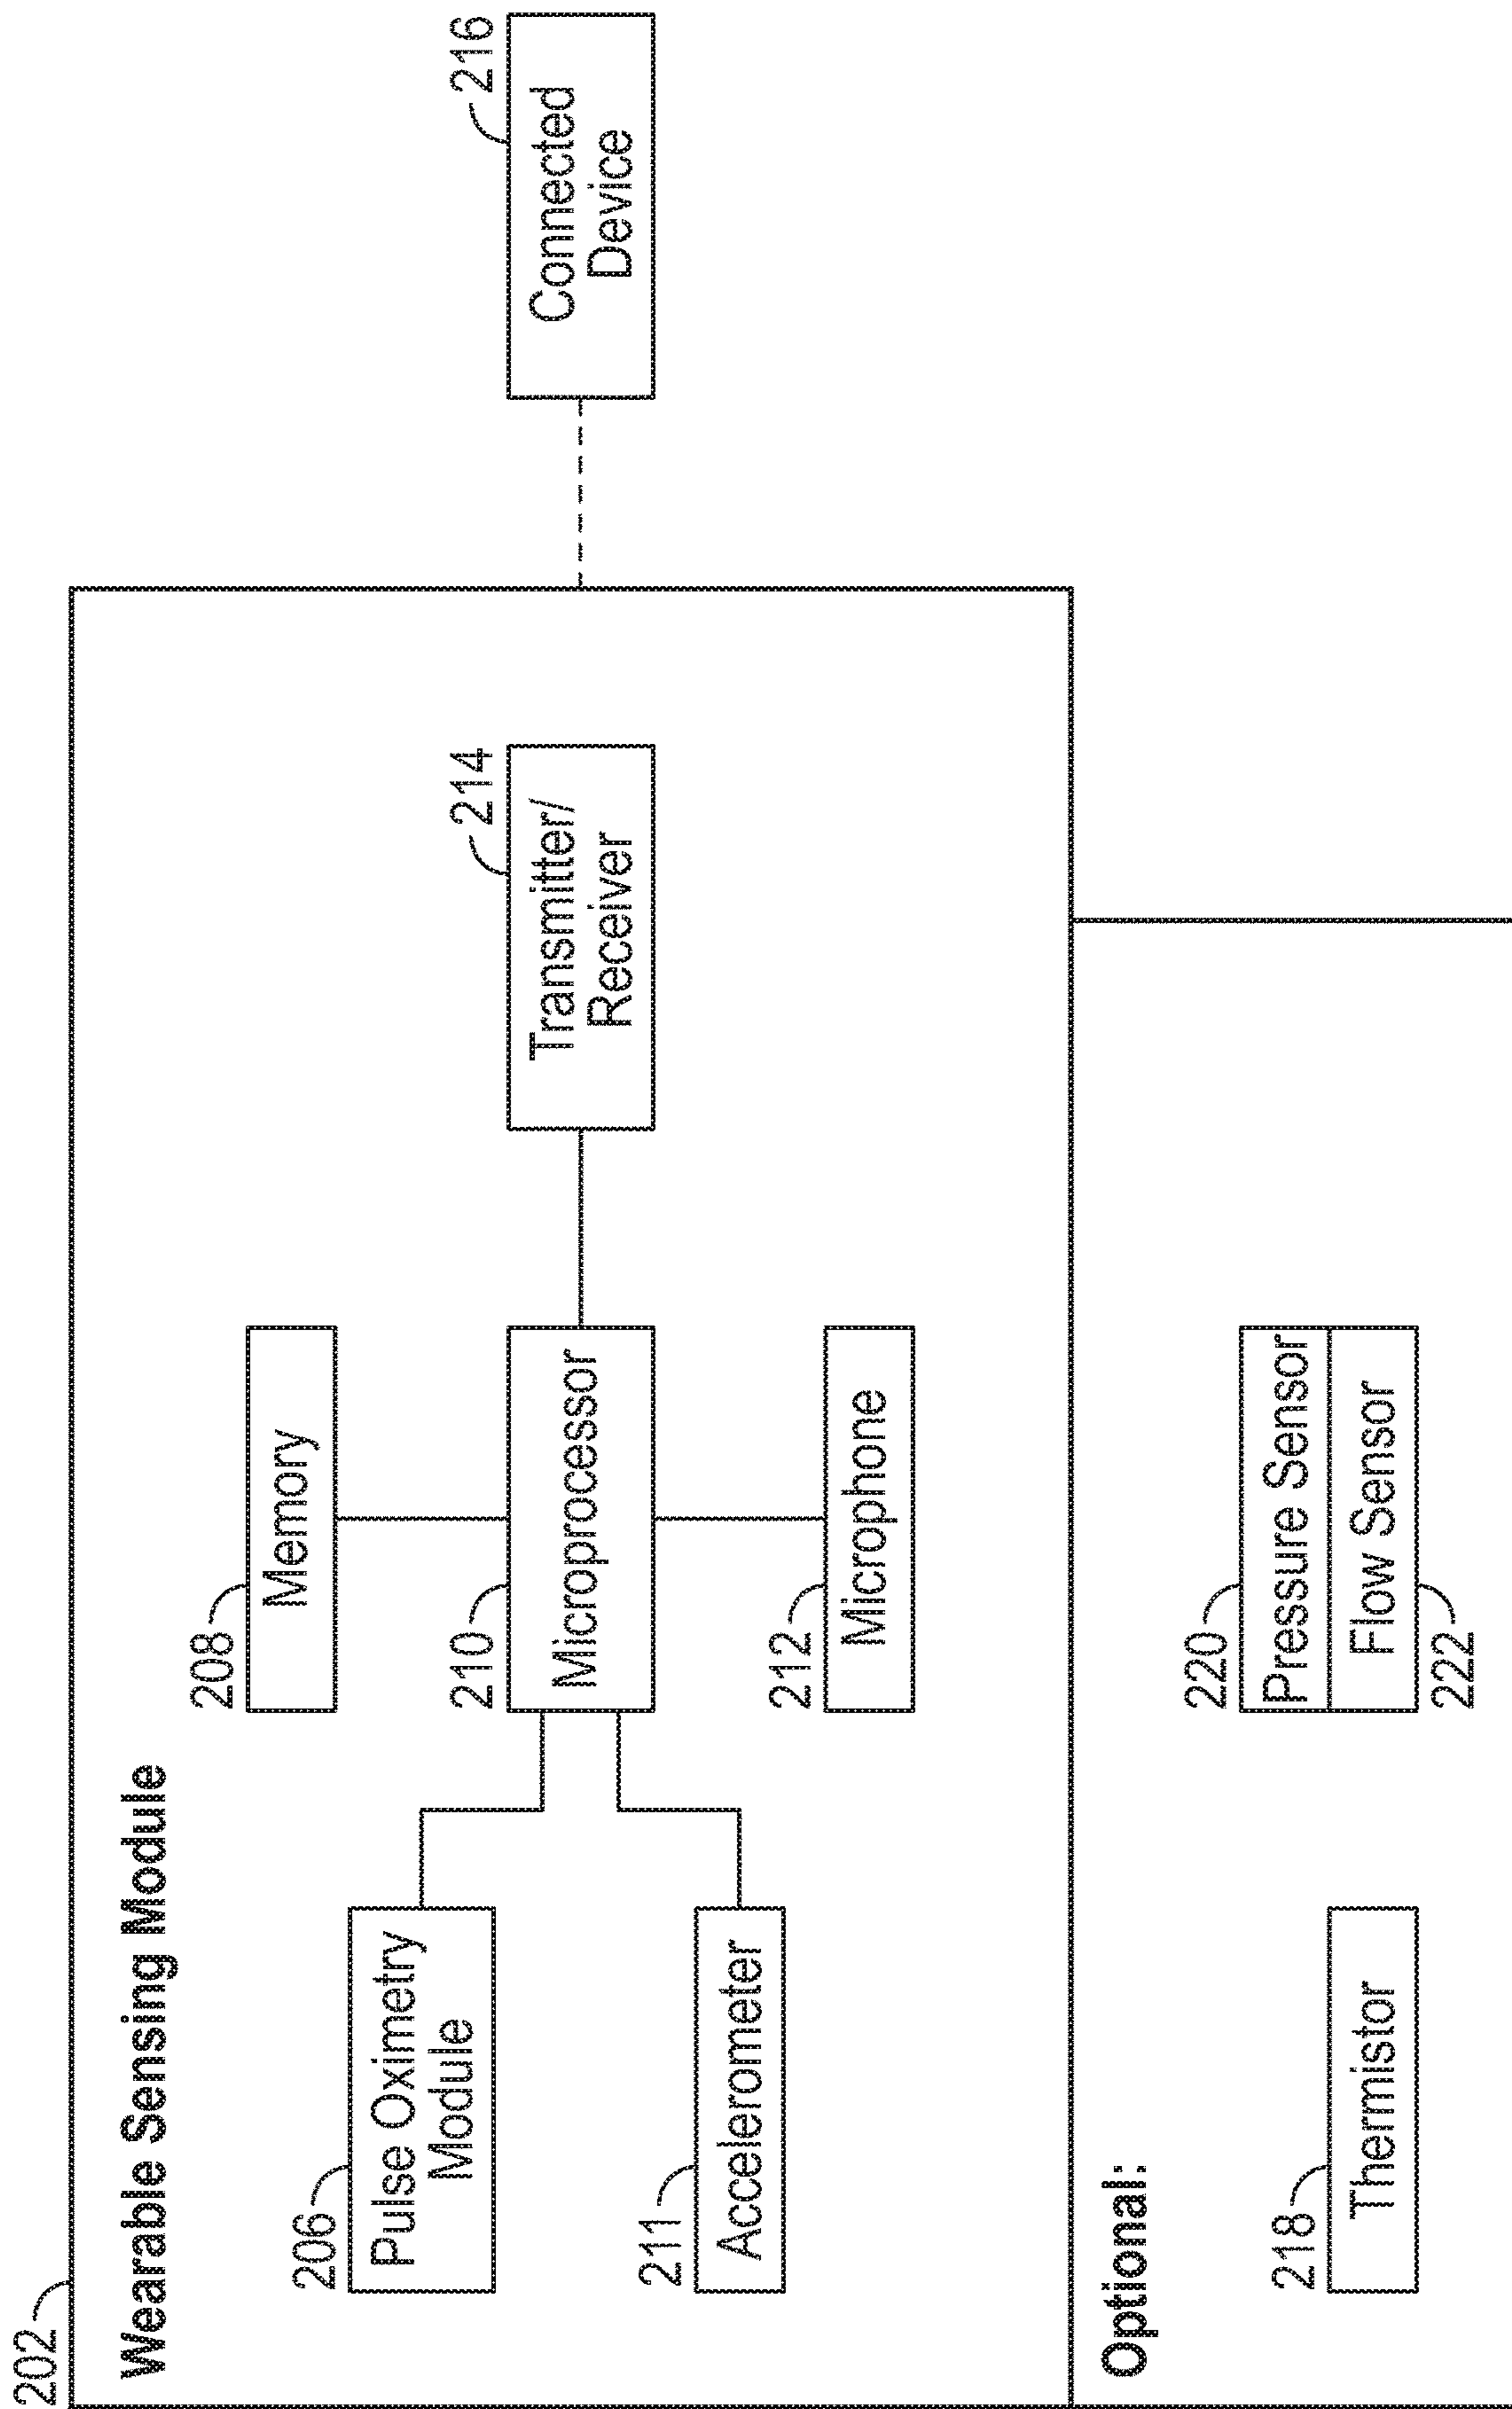 202
Wearable Sensing Module
206
Pulse Oximetry
Module
211
Accelerometer
208
Memory
210
Microprocessor
212
Microphone
214
Transmitter/
Receiver
216
Connected
Device
Optional:
218
Thermistor
220
Pressure Sensor
Flow Sensor
222